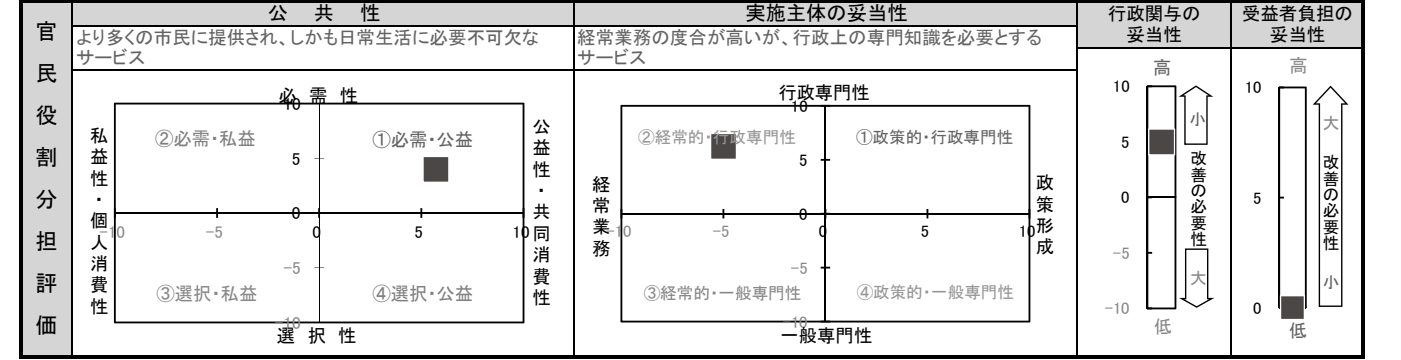 官民役割分担評価
公　共　性
より多くの市民に提供され、しかも日常生活に必要不可欠な
サービス
必 需 性
10
②必需・私益
①必需・公益
5
私益性・個人消費性
公益性・共同消費性
0
-10
-5
0
5
10
-5
③選択・私益
④選択・公益
-10
選 択 性
実施主体の妥当性
経常業務の度合が高いが、行政上の専門知識を必要とする
サービス
行政専門性
10
②経常的・行政専門性
①政策的・行政専門性
5
経常業務
政策形成
0
-10
-5
0
5
10
-5
③経常的・一般専門性
④政策的・一般専門性
-10
一般専門性
行政関与の
妥当性
高
10
5
0
-5
-10
小
改善の必要性
大
低
受益者負担の
妥当性
高
10
5
0
大
改善の必要性
小
低